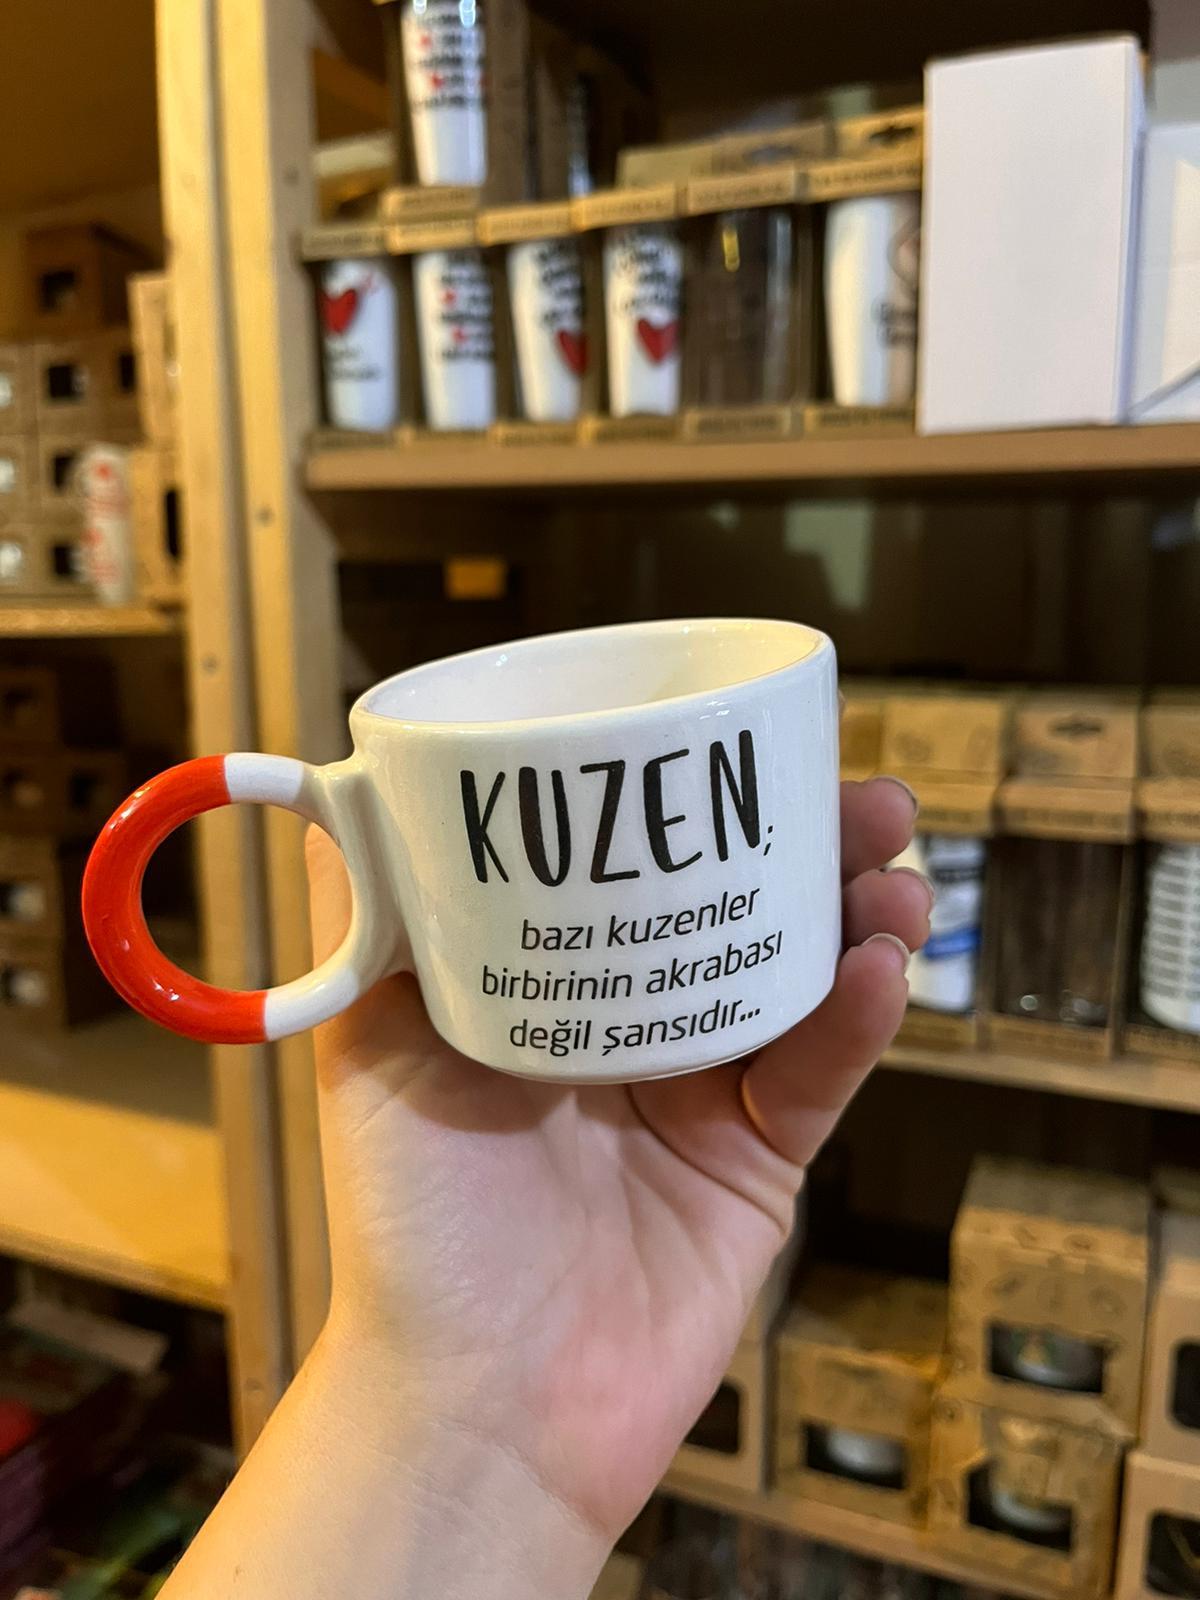 KUZEN;
bazı kuzenler
birbirinin akrabası
değil şansıdır...